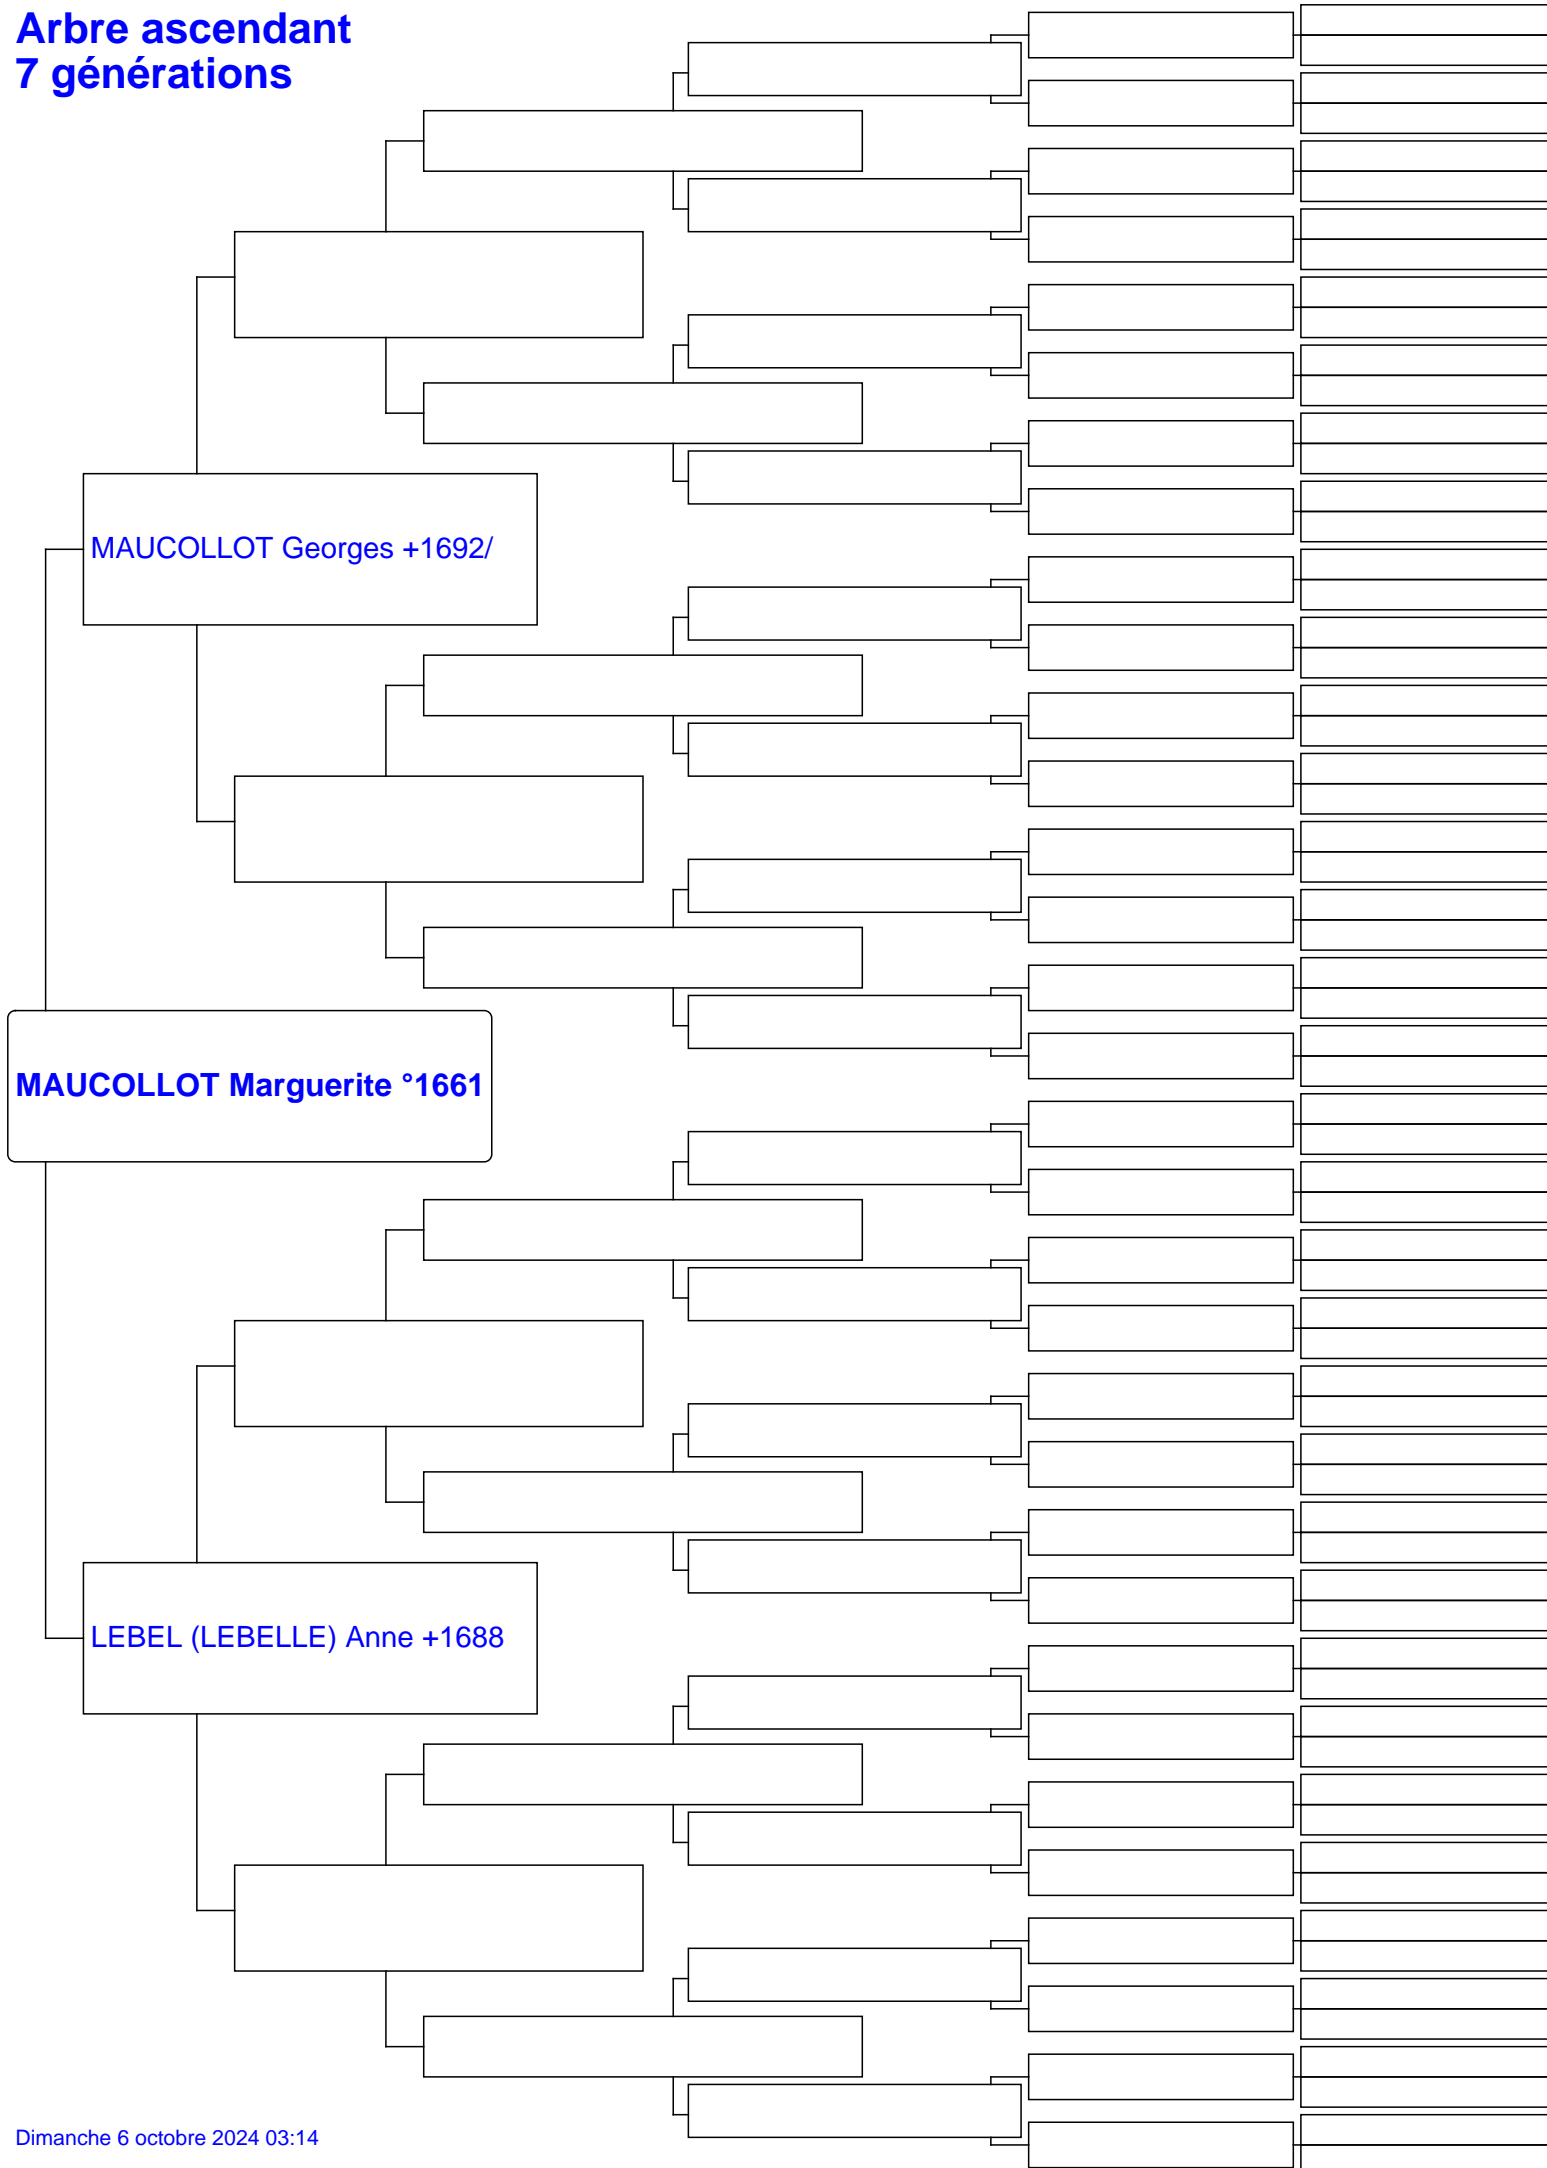 Arbre ascendant
7 générations
MAUCOLLOT Georges +1692/
MAUCOLLOT Marguerite °1661
LEBEL (LEBELLE) Anne +1688
Dimanche 6 octobre 2024 03:14